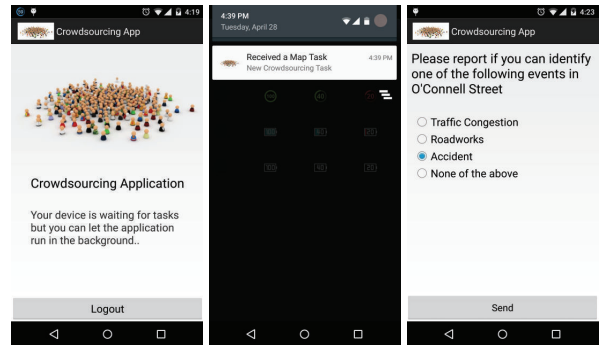 4:19
Crowdsourcing App
Crowdsourcing Application
Your device is waiting for tasks
but you can let the application
run in the background..
Logout
4:39 PM
Tuesday, April 28
Received a Map Task
4:39 PM
New Crowdsourcing Task
4:23
Crowdsourcing App
Please report if you can identify
one of the following events in
O'Connell Street
Traffic Congestion
Roadworks
Accident
None of the above
Send